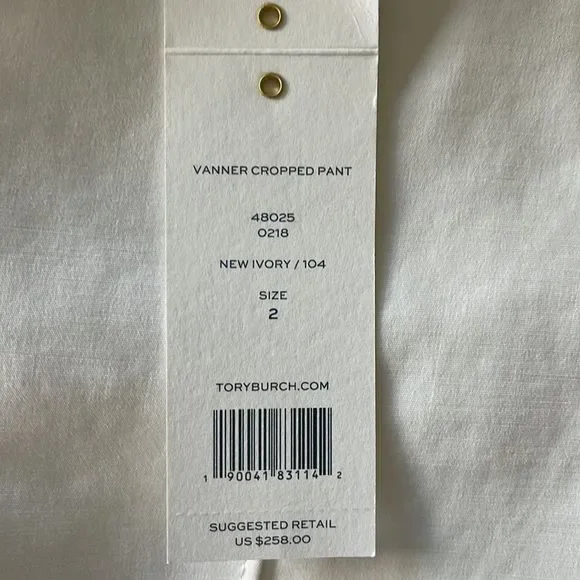 VANNER CROPPED PANT
48025
0218
NEW IVORY / 104
SIZE
2
TORYBURCH.COM
1 90041 83114 2
SUGGESTED RETAIL
US $258.00